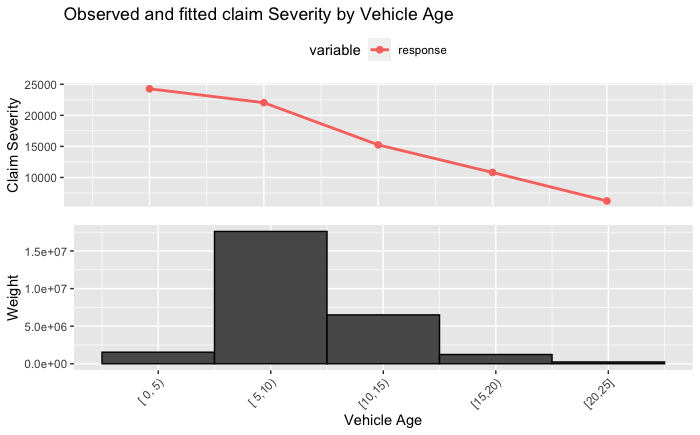 Observed and fitted claim Severity by Vehicle Age
variable response
Claim Severity
25000
20000
15000
10000
Weight
1.5e+07
1.0e+07
5.0e+06
0.0e+00
[ 0, 5) [ 5,10) [10,15) [15,20) [20,25]
Vehicle Age